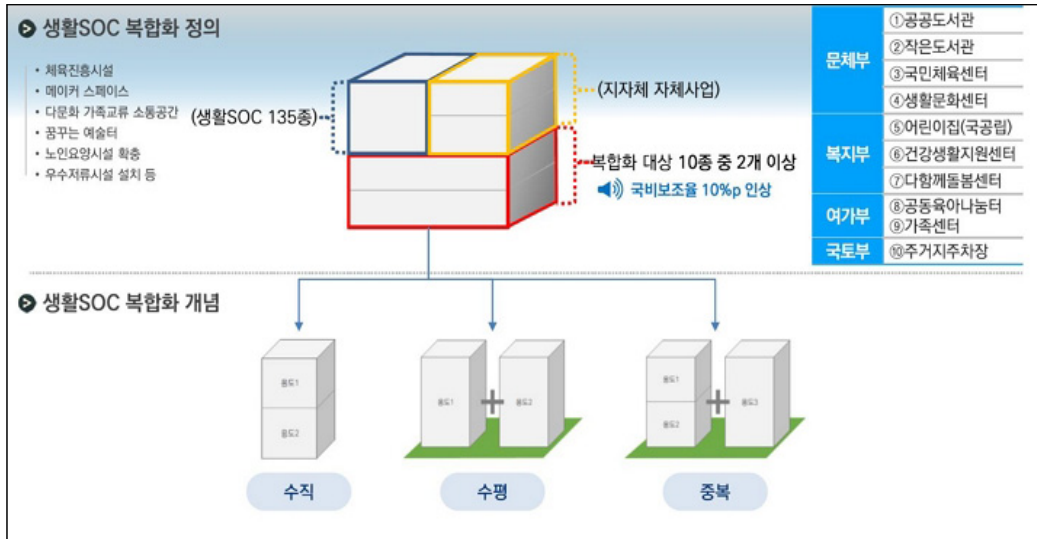 생활SOC 복합화 정의
• 체육진흥시설
• 메이커 스페이스
• 다문화 가족교류 소통공간
• 꿈꾸는 예술터
• 노인요양시설 확충
• 우수저류시설 설치 등
(생활SOC 135종)
(지자체 자체사업)
복합화 대상 10종 중 2개 이상
국비보조율 10%p 인상
문체부
①공공도서관
②작은도서관
③국민체육센터
④생활문화센터
복지부
⑤어린이집(국공립)
⑥건강생활지원센터
⑦다함께돌봄센터
여가부
⑧공동육아나눔터
⑨가족센터
국토부
⑩주거지주차장
생활SOC 복합화 개념
용도1
용도2
수직
용도1
용도2
수평
용도1
용도2
용도3
중복